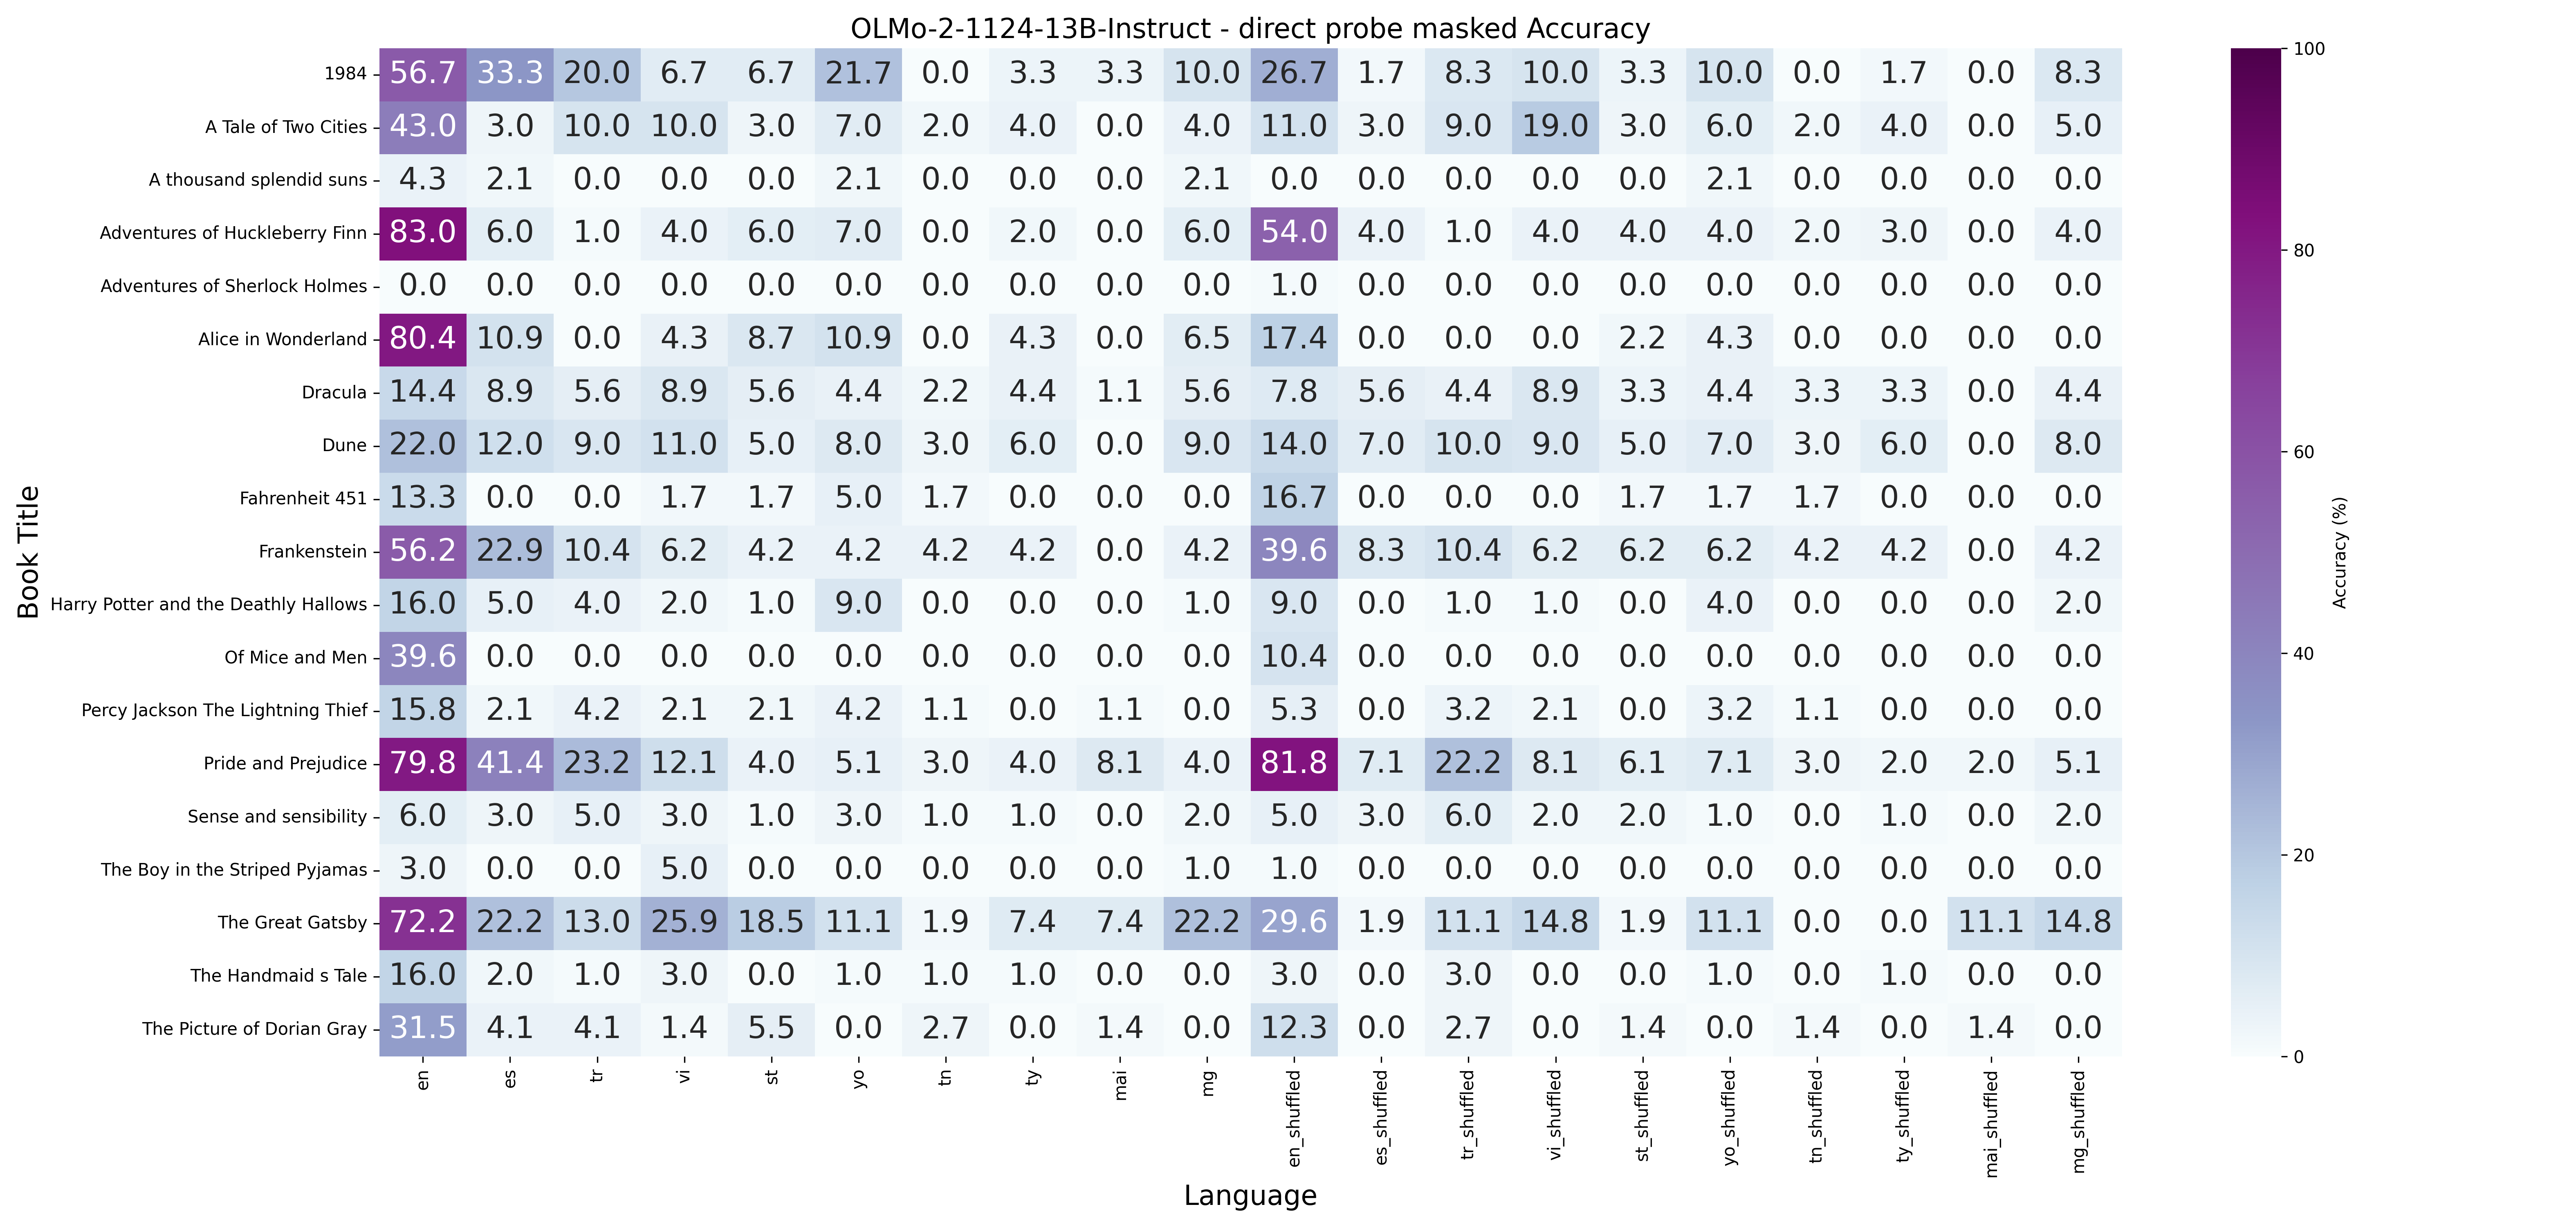 OLMo-2-1124-13B-Instruct - direct probe masked Accuracy
Book Title
1984 56.7 33.3 20.0 6.7 6.7 21.7 0.0 3.3 3.3 10.0 26.7 1.7 8.3 10.0 3.3 10.0 0.0 1.7 0.0 8.3
A Tale of Two Cities 43.0 3.0 10.0 10.0 3.0 7.0 2.0 4.0 0.0 4.0 11.0 3.0 9.0 19.0 3.0 6.0 2.0 4.0 0.0 5.0
A thousand splendid suns 4.3 2.1 0.0 0.0 0.0 2.1 0.0 0.0 0.0 2.1 0.0 0.0 0.0 0.0 0.0 2.1 0.0 0.0 0.0 0.0
Adventures of Huckleberry Finn 83.0 6.0 1.0 4.0 6.0 7.0 0.0 2.0 0.0 6.0 54.0 4.0 1.0 4.0 4.0 4.0 2.0 3.0 0.0 4.0
Adventures of Sherlock Holmes 0.0 0.0 0.0 0.0 0.0 0.0 0.0 0.0 0.0 0.0 1.0 0.0 0.0 0.0 0.0 0.0 0.0 0.0 0.0 0.0
Alice in Wonderland 80.4 10.9 0.0 4.3 8.7 10.9 0.0 4.3 0.0 6.5 17.4 0.0 0.0 0.0 2.2 4.3 0.0 0.0 0.0 0.0
Dracula 14.4 8.9 5.6 8.9 5.6 4.4 2.2 4.4 1.1 5.6 7.8 5.6 4.4 8.9 3.3 4.4 3.3 3.3 0.0 4.4
Dune 22.0 12.0 9.0 11.0 5.0 8.0 3.0 6.0 0.0 9.0 14.0 7.0 10.0 9.0 5.0 7.0 3.0 6.0 0.0 8.0
Fahrenheit 451 13.3 0.0 0.0 1.7 1.7 5.0 1.7 0.0 0.0 0.0 16.7 0.0 0.0 0.0 1.7 1.7 1.7 0.0 0.0 0.0
Frankenstein 56.2 22.9 10.4 6.2 4.2 4.2 4.2 4.2 0.0 4.2 39.6 8.3 10.4 6.2 6.2 6.2 4.2 4.2 0.0 4.2
Harry Potter and the Deathly Hallows 16.0 5.0 4.0 2.0 1.0 9.0 0.0 0.0 0.0 1.0 9.0 0.0 1.0 1.0 0.0 4.0 0.0 0.0 0.0 2.0
Of Mice and Men 39.6 0.0 0.0 0.0 0.0 0.0 0.0 0.0 0.0 0.0 10.4 0.0 0.0 0.0 0.0 0.0 0.0 0.0 0.0 0.0
Percy Jackson The Lightning Thief 15.8 2.1 4.2 2.1 2.1 4.2 1.1 0.0 1.1 0.0 5.3 0.0 3.2 2.1 0.0 3.2 1.1 0.0 0.0 0.0
Pride and Prejudice 79.8 41.4 23.2 12.1 4.0 5.1 3.0 4.0 8.1 4.0 81.8 7.1 22.2 8.1 6.1 7.1 3.0 2.0 2.0 5.1
Sense and sensibility 6.0 3.0 5.0 3.0 1.0 3.0 1.0 1.0 0.0 2.0 5.0 3.0 6.0 2.0 2.0 1.0 0.0 1.0 0.0 2.0
The Boy in the Striped Pyjamas 3.0 0.0 0.0 5.0 0.0 0.0 0.0 0.0 0.0 1.0 1.0 0.0 0.0 0.0 0.0 0.0 0.0 0.0 0.0 0.0
The Great Gatsby 72.2 22.2 13.0 25.9 18.5 11.1 1.9 7.4 7.4 22.2 29.6 1.9 11.1 14.8 1.9 11.1 0.0 0.0 11.1 14.8
The Handmaid s Tale 16.0 2.0 1.0 3.0 0.0 1.0 1.0 1.0 0.0 0.0 3.0 0.0 3.0 0.0 0.0 1.0 0.0 1.0 0.0 0.0
The Picture of Dorian Gray 31.5 4.1 4.1 1.4 5.5 0.0 2.7 0.0 1.4 0.0 12.3 0.0 2.7 0.0 1.4 0.0 1.4 0.0 1.4 0.0
en es tr vi st yo tn ty mai mg en_shuffled es_shuffled tr_shuffled vi_shuffled st_shuffled yo_shuffled tn_shuffled ty_shuffled mai_shuffled mg_shuffled
Language
100
80
60
40
20
0
Accuracy (%)